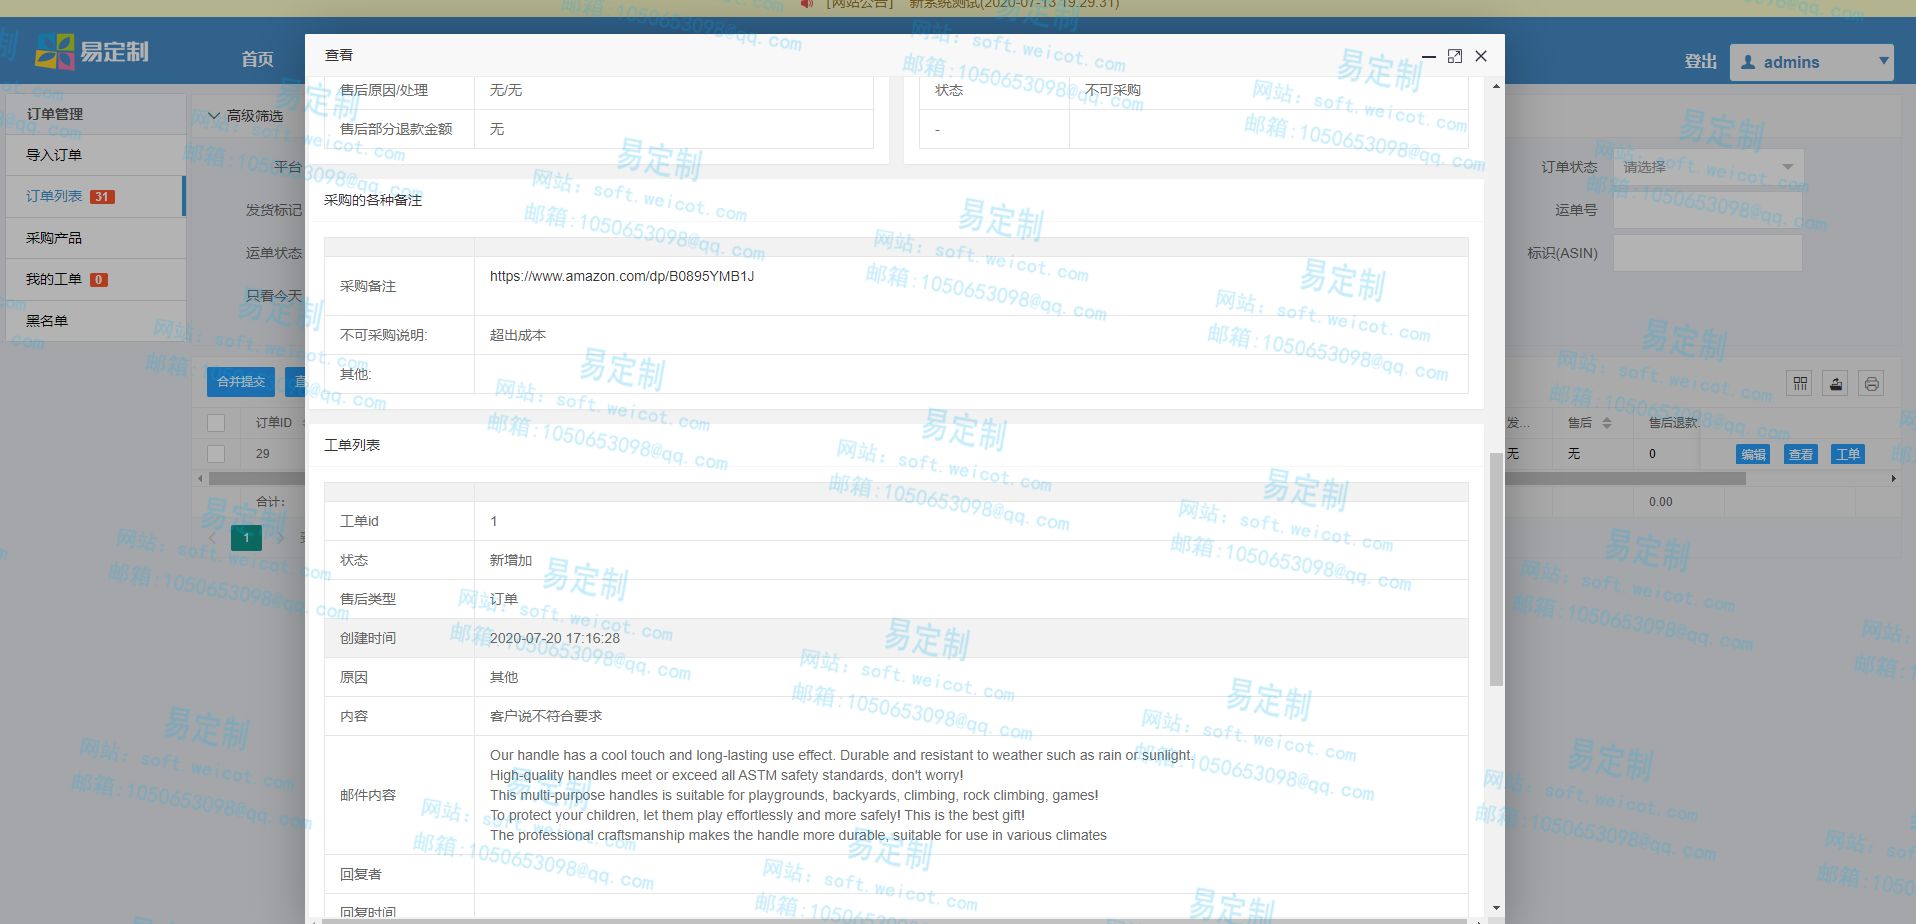 [网站公告] 新系统测试(2020-07-13 19:29:31)
易定制
首页
登出
admins
订单管理
导入订单
订单列表 31
采购产品
我的工单 0
黑名单
高级筛选
平台
发货标记
运单状态
只看今天
订单状态 请选择
运单号
标识(ASIN)
合并提交
订单ID
29
合计:
1
发...
售后
售后退款
无
无
0
编辑
查看
工单
0.00
查看
售后原因/处理 无/无
售后部分退款金额 无
状态 不可采购
-
采购的各种备注
采购备注 https://www.amazon.com/dp/B0895YMB1J
不可采购说明: 超出成本
其他:
工单列表
工单id 1
状态 新增加
售后类型 订单
创建时间 2020-07-20 17:16:28
原因 其他
内容 客户说不符合要求
邮件内容
Our handle has a cool touch and long-lasting use effect. Durable and resistant to weather such as rain or sunlight.
High-quality handles meet or exceed all ASTM safety standards, don't worry!
This multi-purpose handles is suitable for playgrounds, backyards, climbing, rock climbing, games!
To protect your children, let them play effortlessly and more safely! This is the best gift!
The professional craftsmanship makes the handle more durable, suitable for use in various climates
回复者
回复时间
易定制
网站: soft.weicot.com
邮箱:1050653098@qq.com